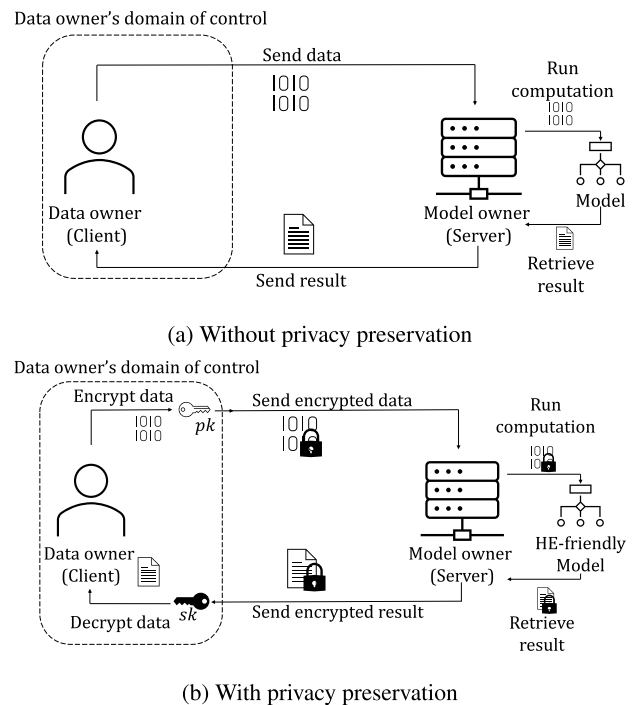 Data owner's domain of control
Send data
1010
1010
Run
computation
1010
1010
Data owner
(Client)
Model owner
(Server)
Model
Retrieve
result
Send result
(a) Without privacy preservation
Data owner's domain of control
Encrypt data
1010
1010
pk
Send encrypted data
1010
10
Run
computation
1010
10
Data owner
(Client)
Model owner
(Server)
HE-friendly
Model
Decrypt data
sk
Send encrypted result
Retrieve
result
(b) With privacy preservation